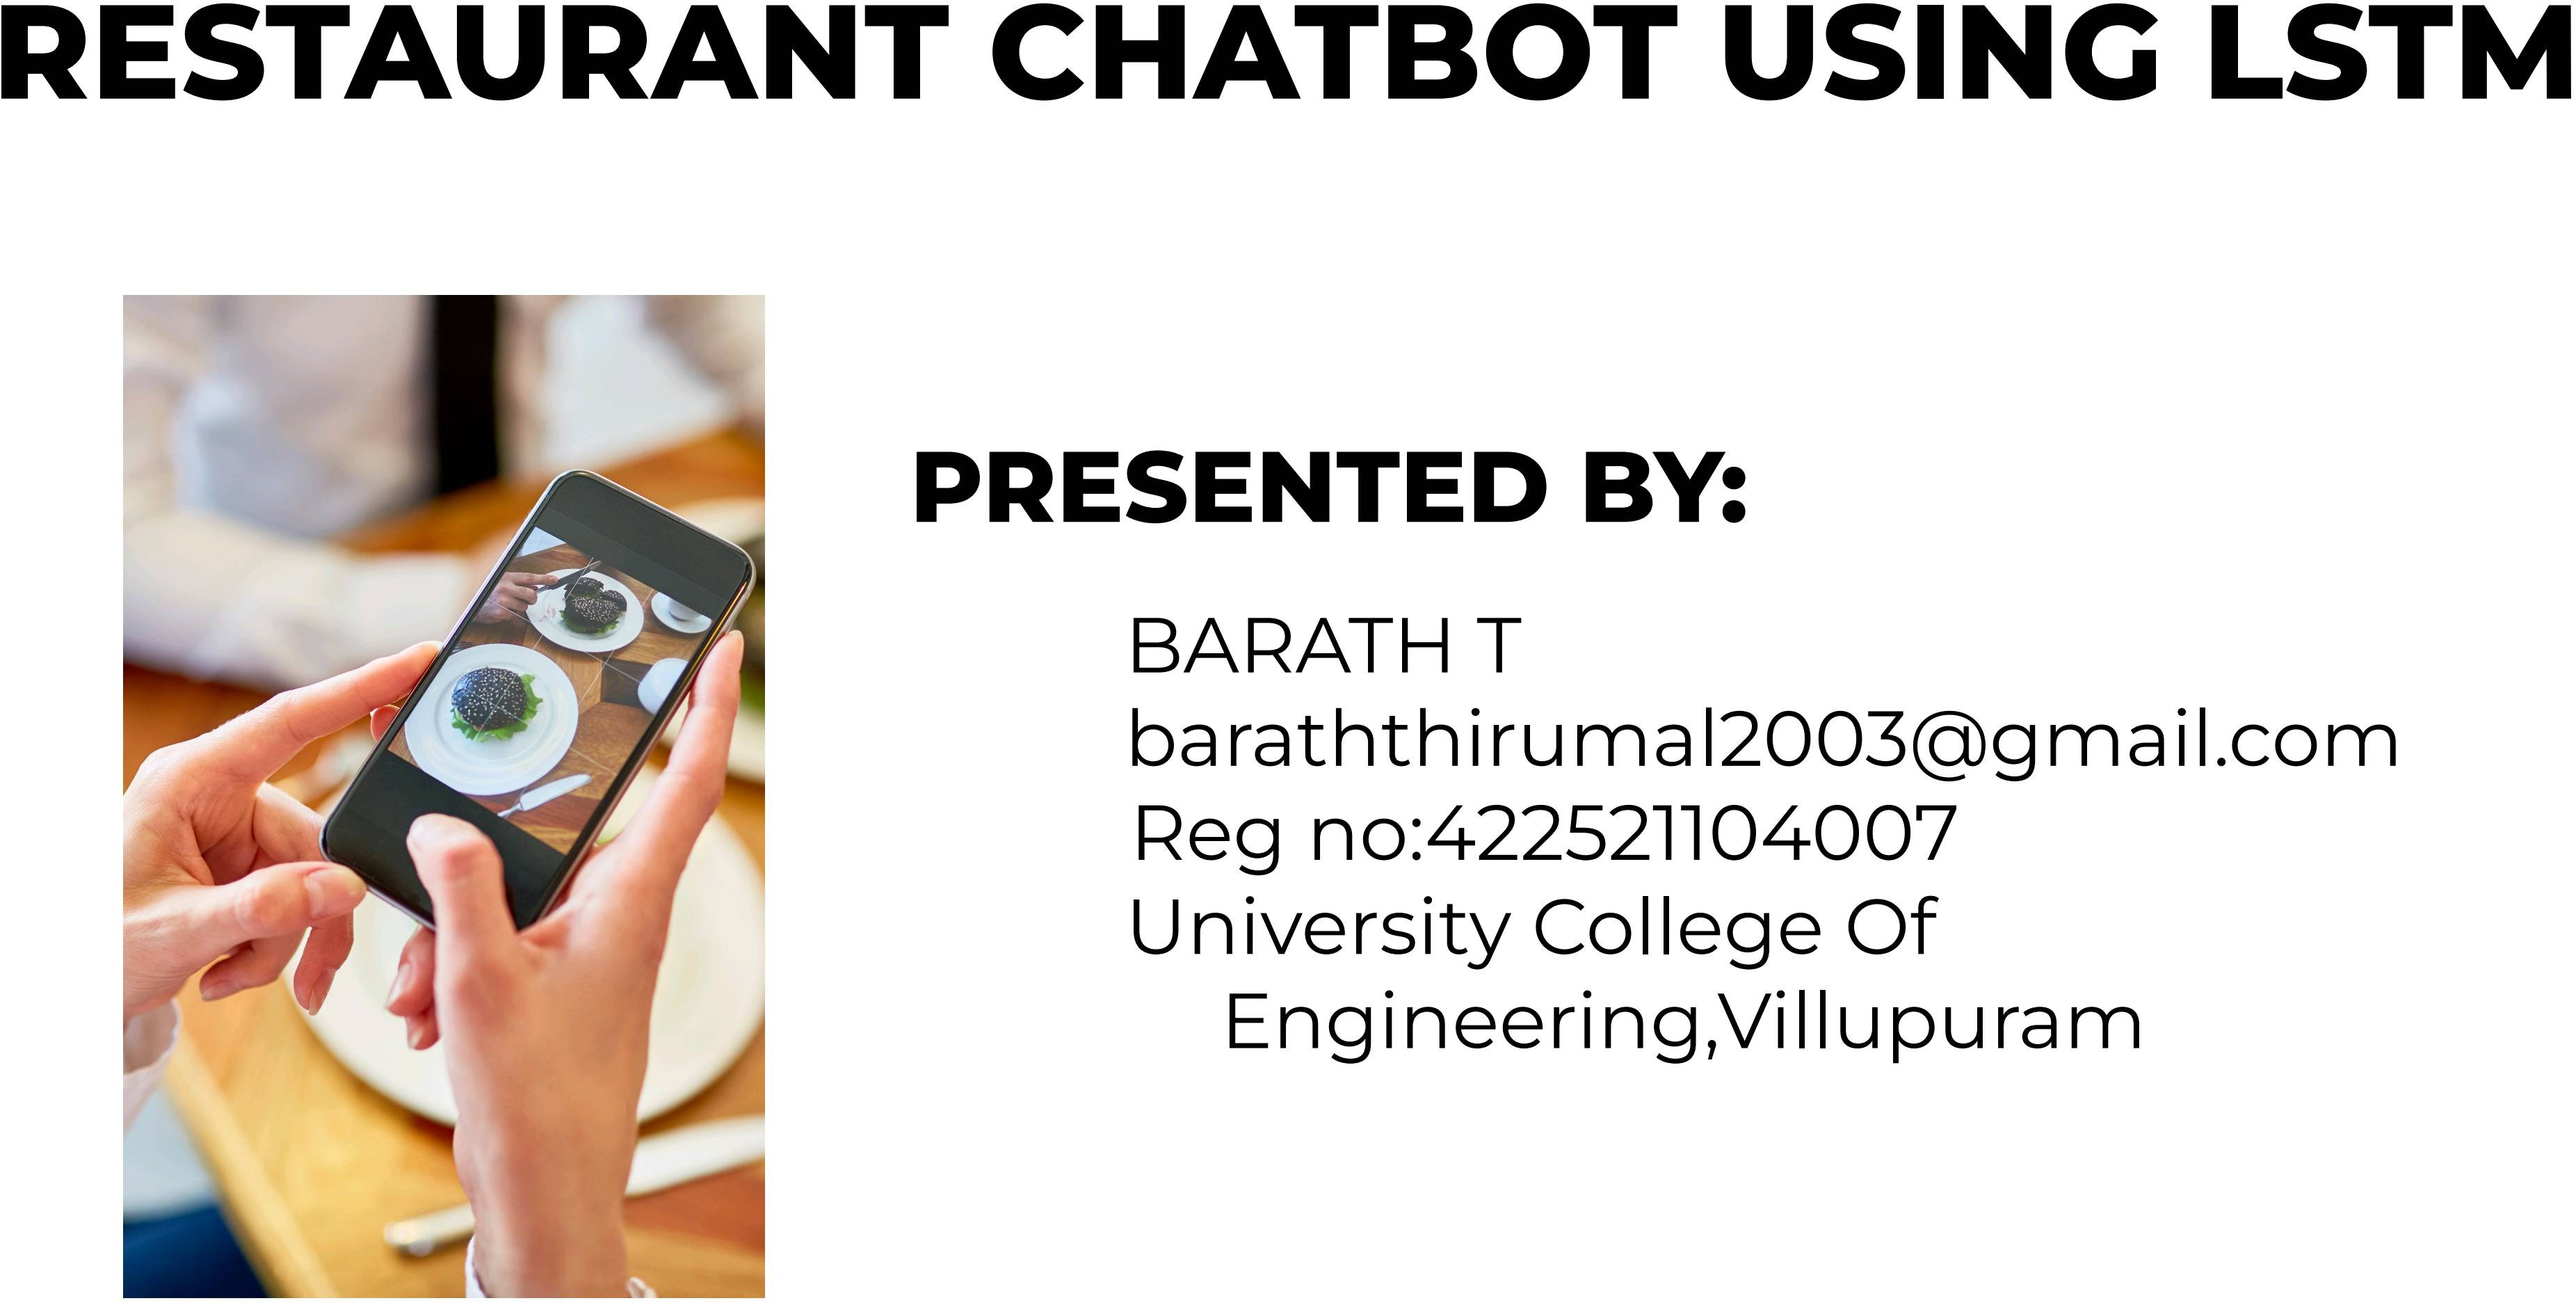 RESTAURANT CHATBOT USING LSTM
PRESENTED BY:
BARATH T
baraththirumal2003@gmail.com
Reg no:422521104007
University College Of
Engineering,Villupuram